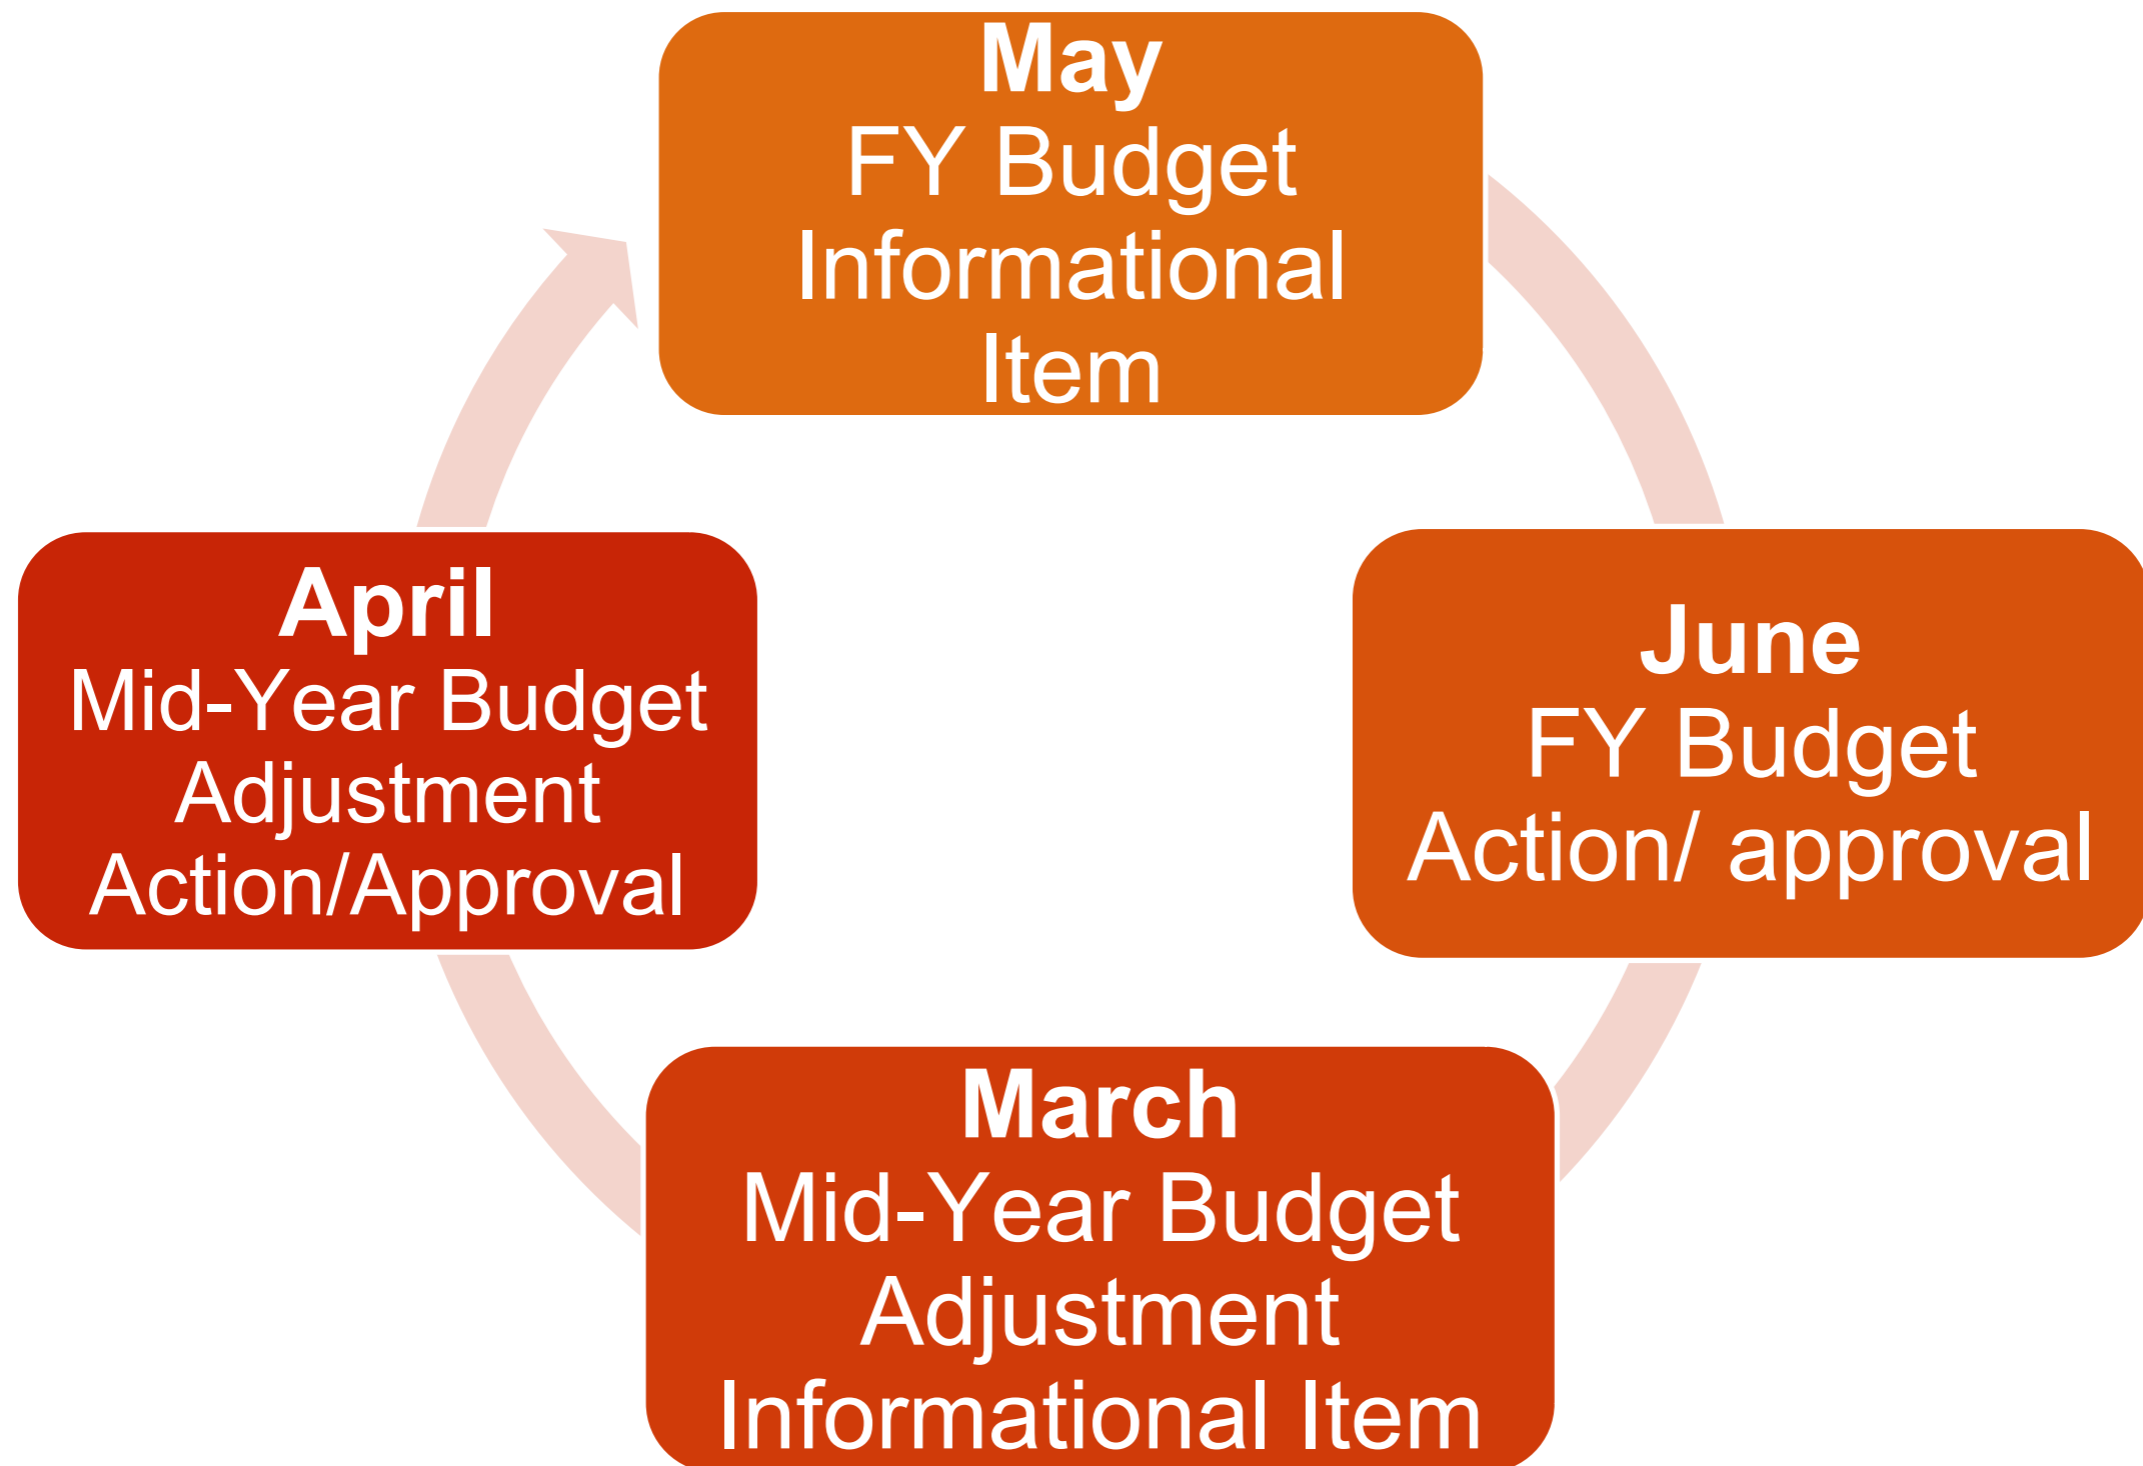 May
FY Budget
Informational
Item
June
FY Budget
Action/ approval
March
Mid-Year Budget
Adjustment
Informational Item
April
Mid-Year Budget
Adjustment
Action/Approval